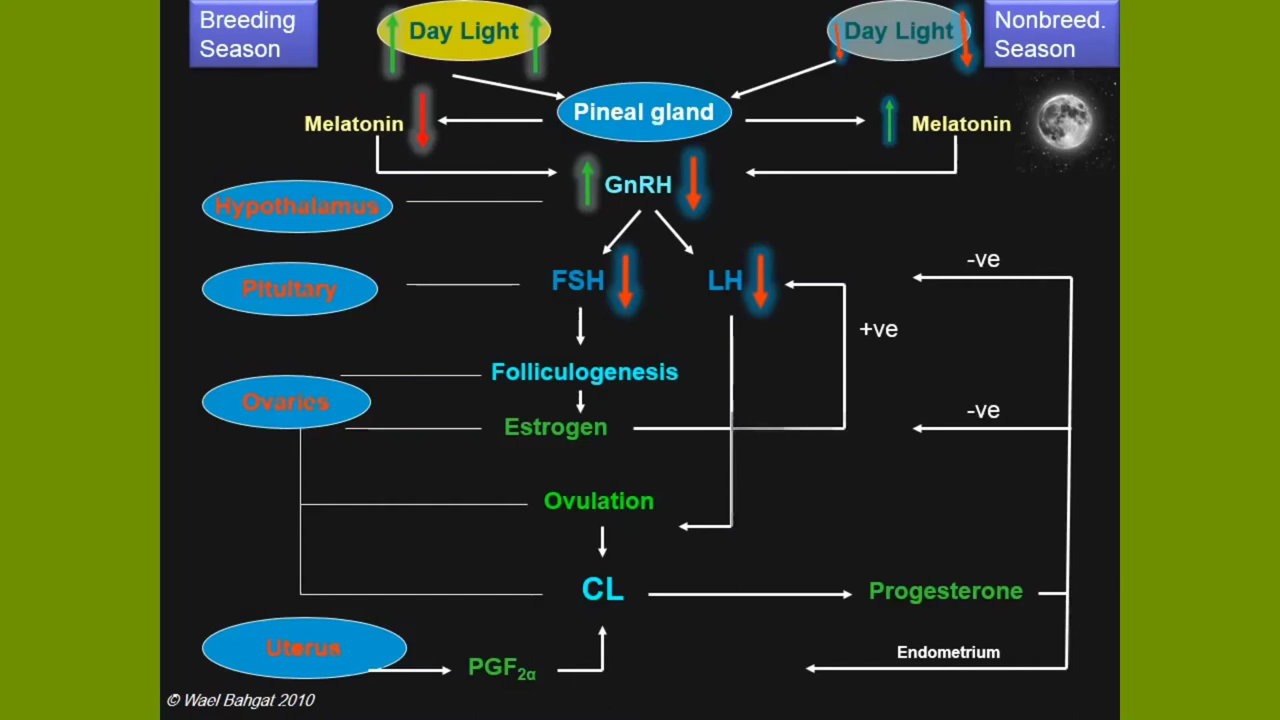 Breeding
Season
Day Light
Day Light
Nonbreed.
Season
Pineal gland
Melatonin
Melatonin
GnRH
Hypothalamus
FSH
LH
-ve
Pituitary
+ve
Folliculogenesis
Ovaries
-ve
Estrogen
Ovulation
CL
Progesterone
Uterus
Endometrium
PGF2α
© Wael Bahgat 2010